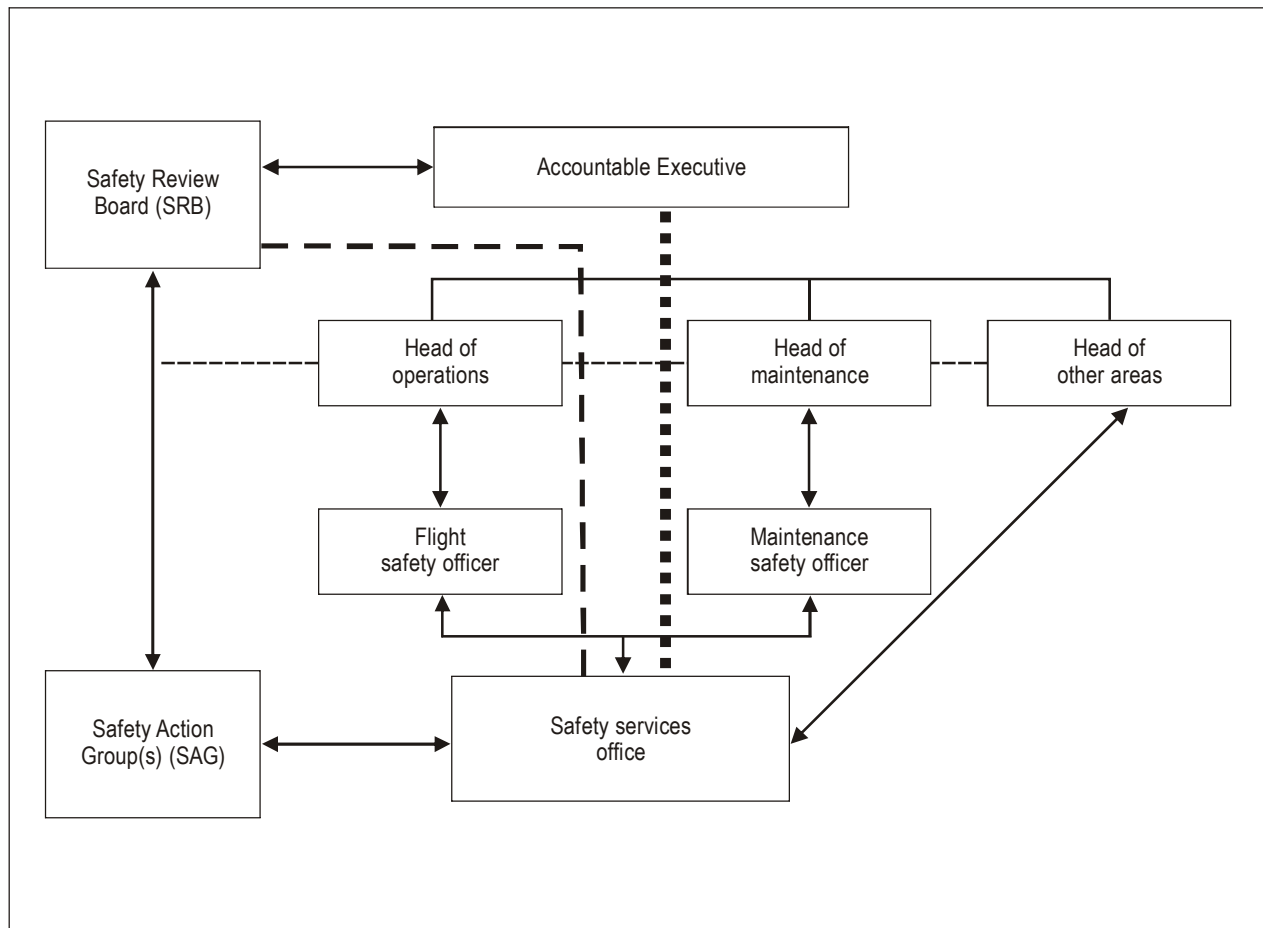 Safety Review
Board (SRB)
Accountable Executive
Head of
operations
Head of
maintenance
Head of
other areas
Flight
safety officer
Maintenance
safety officer
Safety Action
Group(s) (SAG)
Safety services
office